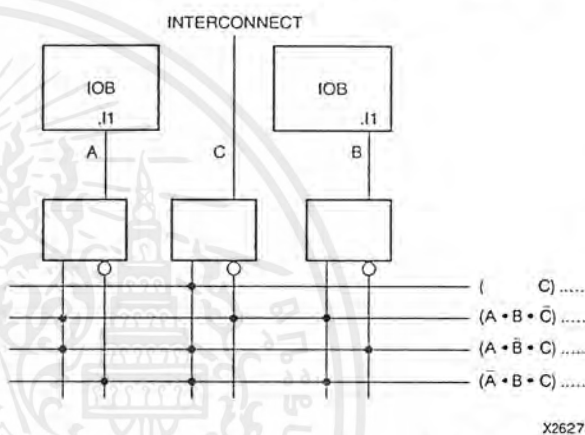 INTERCONNECT
IOB
.I1
IOB
.I1
A
C
B
( C) .....
(A • B • C̄) .....
(A • B̄ • C) .....
(Ā • B • C) .....
X2627